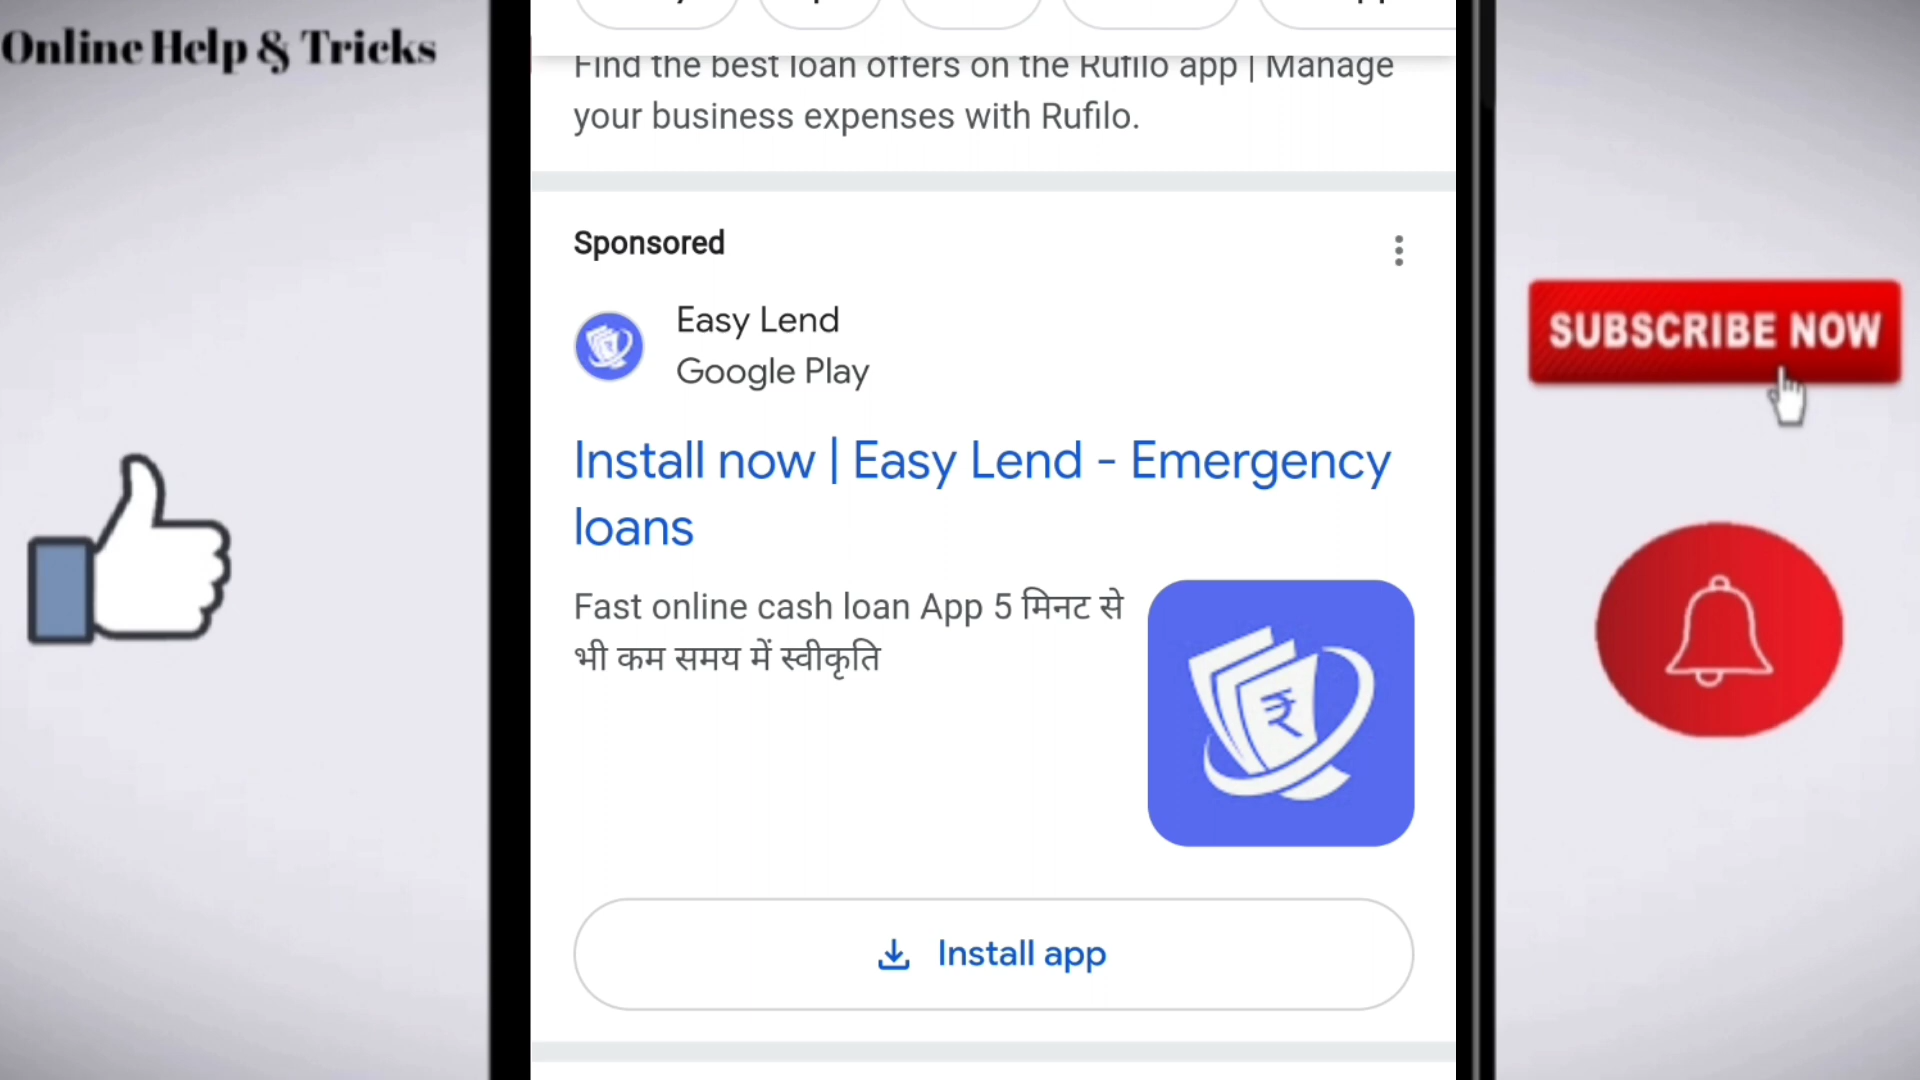 Online Help & Tricks
Find the best loan offers on the Rufilo app | Manage
your business expenses with Rufilo.
Sponsored
Easy Lend
Google Play
Install now | Easy Lend - Emergency
loans
Fast online cash loan App 5 मिनट से
भी कम समय में स्वीकृति
₹
Install app
SUBSCRIBE NOW